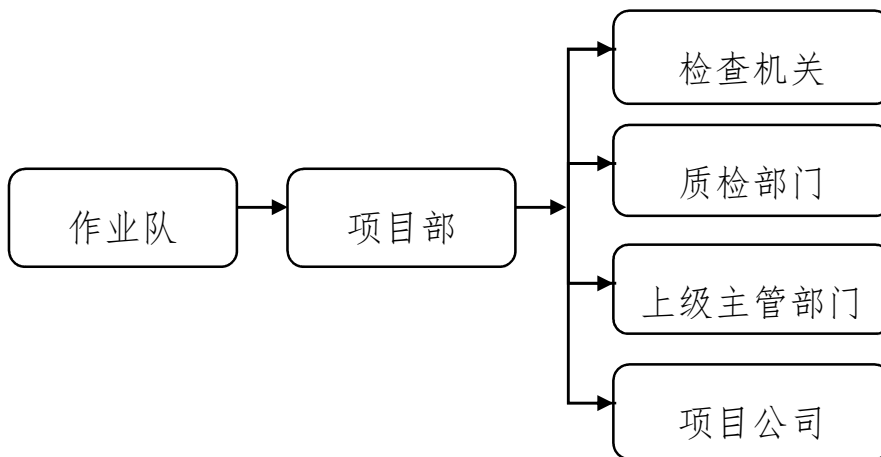 作业队
项目部
检查机关
质检部门
上级主管部门
项目公司